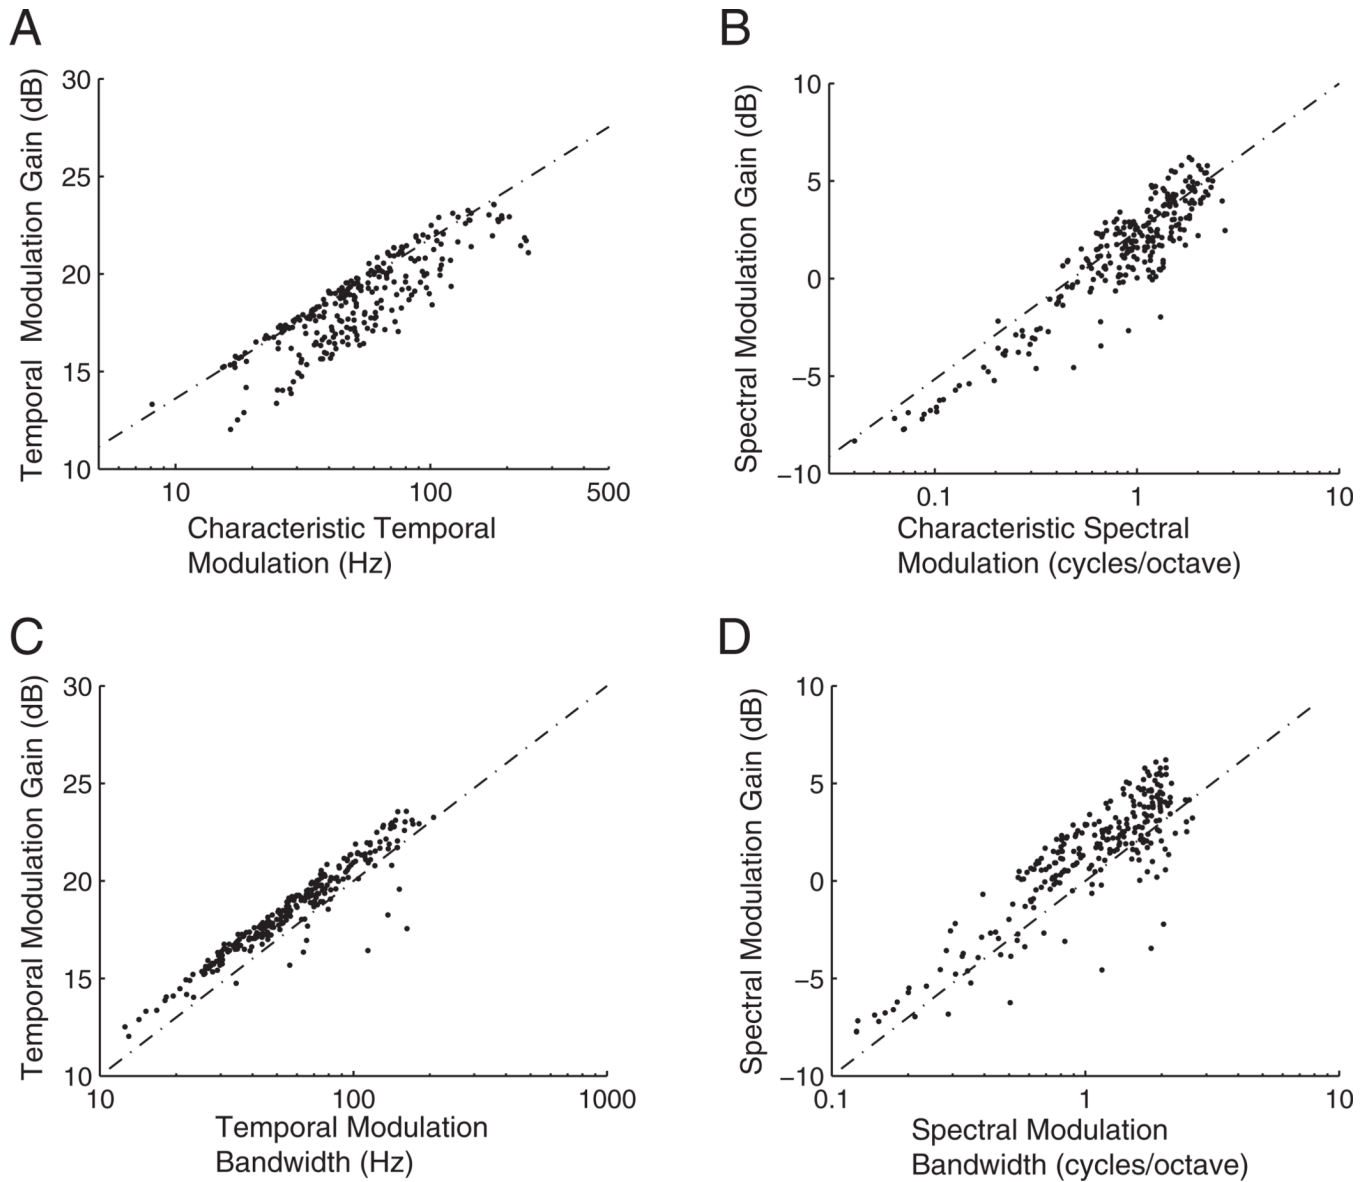 A
Temporal Modulation Gain (dB)
30
25
20
15
10
10
100
500
Characteristic Temporal
Modulation (Hz)
B
Spectral Modulation Gain (dB)
10
5
0
−5
−10
0.1
1
10
Characteristic Spectral
Modulation (cycles/octave)
C
Temporal Modulation Gain (dB)
30
25
20
15
10
10
100
1000
Temporal Modulation
Bandwidth (Hz)
D
Spectral Modulation Gain (dB)
10
5
0
−5
−10
0.1
1
10
Spectral Modulation
Bandwidth (cycles/octave)